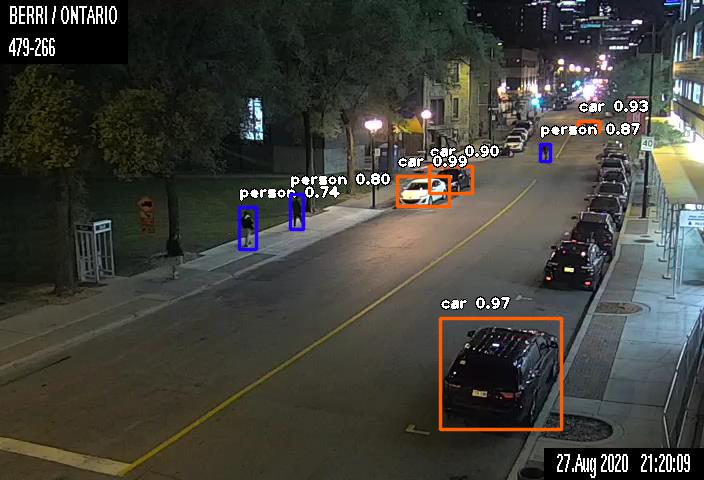 BERRI / ONTARIO
479-266
car 0.93
person 0.87
car 0.90
car 0.99
person 0.80
person 0.74
car 0.97
40
27.Aug 2020 21:20:09